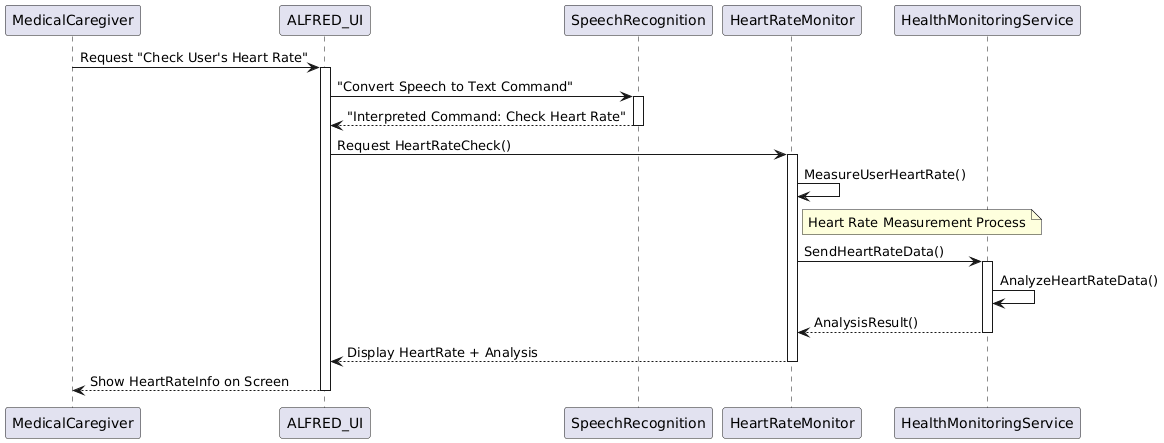 MedicalCaregiver
ALFRED_UI
SpeechRecognition
HeartRateMonitor
HealthMonitoringService
Request "Check User's Heart Rate"
"Convert Speech to Text Command"
"Interpreted Command: Check Heart Rate"
Request HeartRateCheck()
MeasureUserHeartRate()
Heart Rate Measurement Process
SendHeartRateData()
AnalyzeHeartRateData()
AnalysisResult()
Display HeartRate + Analysis
Show HeartRateInfo on Screen
MedicalCaregiver
ALFRED_UI
SpeechRecognition
HeartRateMonitor
HealthMonitoringService